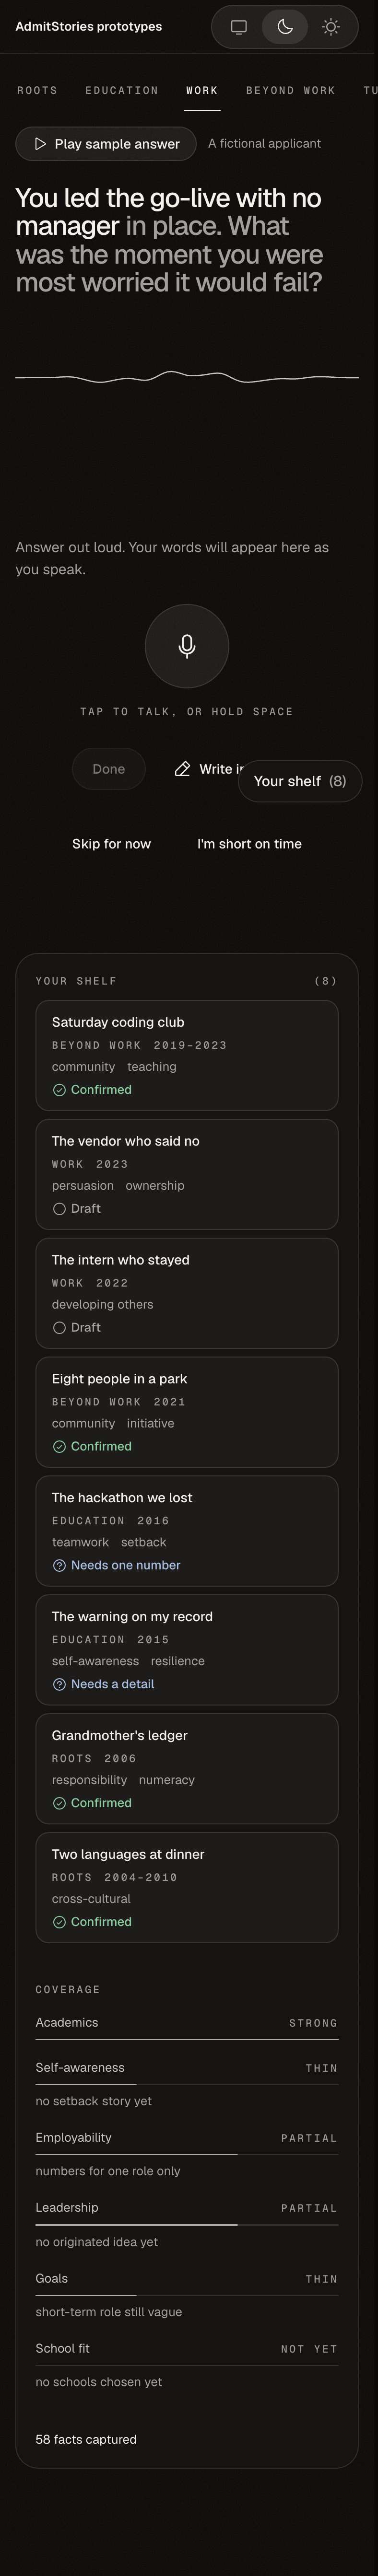 AdmitStories prototypes
ROOTS EDUCATION WORK BEYOND WORK TU
Play sample answer A fictional applicant
You led the go-live with no
manager in place. What
was the moment you were
most worried it would fail?
Answer out loud. Your words will appear here as
you speak.
TAP TO TALK, OR HOLD SPACE
Done Write in
Your shelf (8)
Skip for now I'm short on time
YOUR SHELF (8)
Saturday coding club
BEYOND WORK 2019–2023
community teaching
Confirmed
The vendor who said no
WORK 2023
persuasion ownership
Draft
The intern who stayed
WORK 2022
developing others
Draft
Eight people in a park
BEYOND WORK 2021
community initiative
Confirmed
The hackathon we lost
EDUCATION 2016
teamwork setback
Needs one number
The warning on my record
EDUCATION 2015
self-awareness resilience
Needs a detail
Grandmother's ledger
ROOTS 2006
responsibility numeracy
Confirmed
Two languages at dinner
ROOTS 2004–2010
cross-cultural
Confirmed
COVERAGE
Academics STRONG
Self-awareness THIN
no setback story yet
Employability PARTIAL
numbers for one role only
Leadership PARTIAL
no originated idea yet
Goals THIN
short-term role still vague
School fit NOT YET
no schools chosen yet
58 facts captured